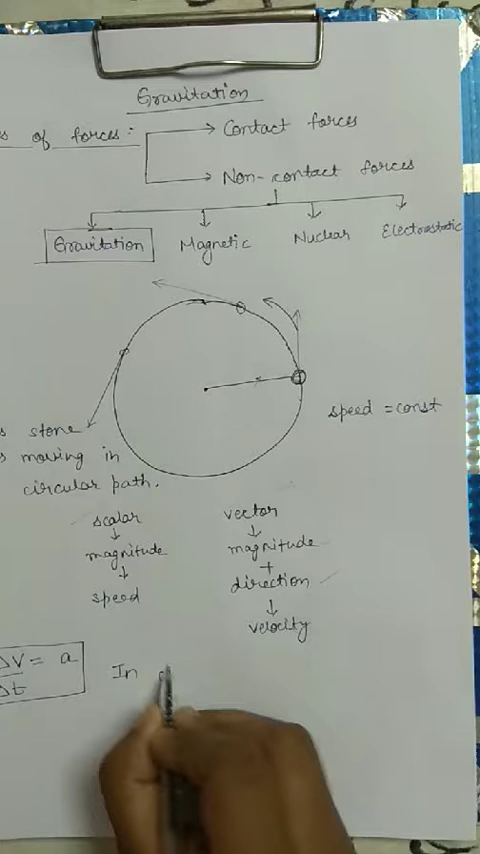 Gravitation
s of forces:
Contact forces
Non-contact forces
Gravitation Magnetic Nuclear Electrostatic
speed = const
s stone
s moving in
circular path.
scalar
magnitude
speed
vector
magnitude
+
direction
velocity
ΔV/Δt = a
In